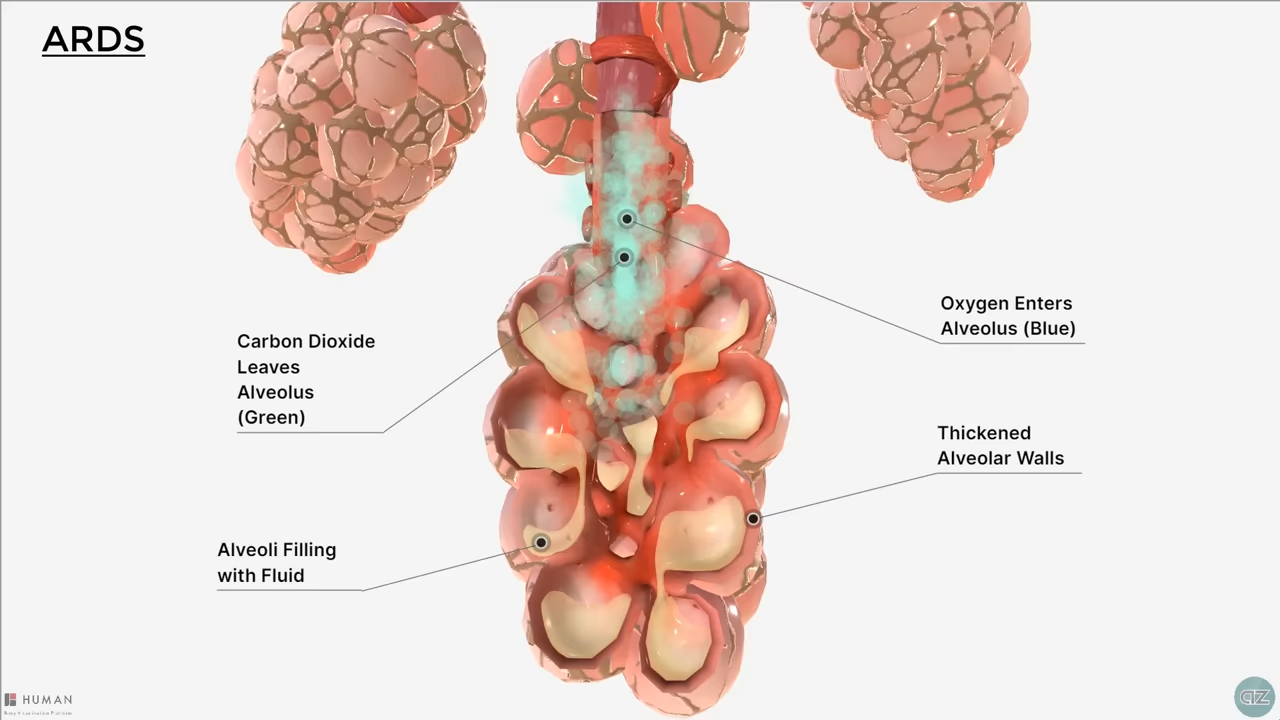 ARDS
Oxygen Enters
Alveolus (Blue)
Carbon Dioxide
Leaves
Alveolus
(Green)
Thickened
Alveolar Walls
Alveoli Filling
with Fluid
HUMAN